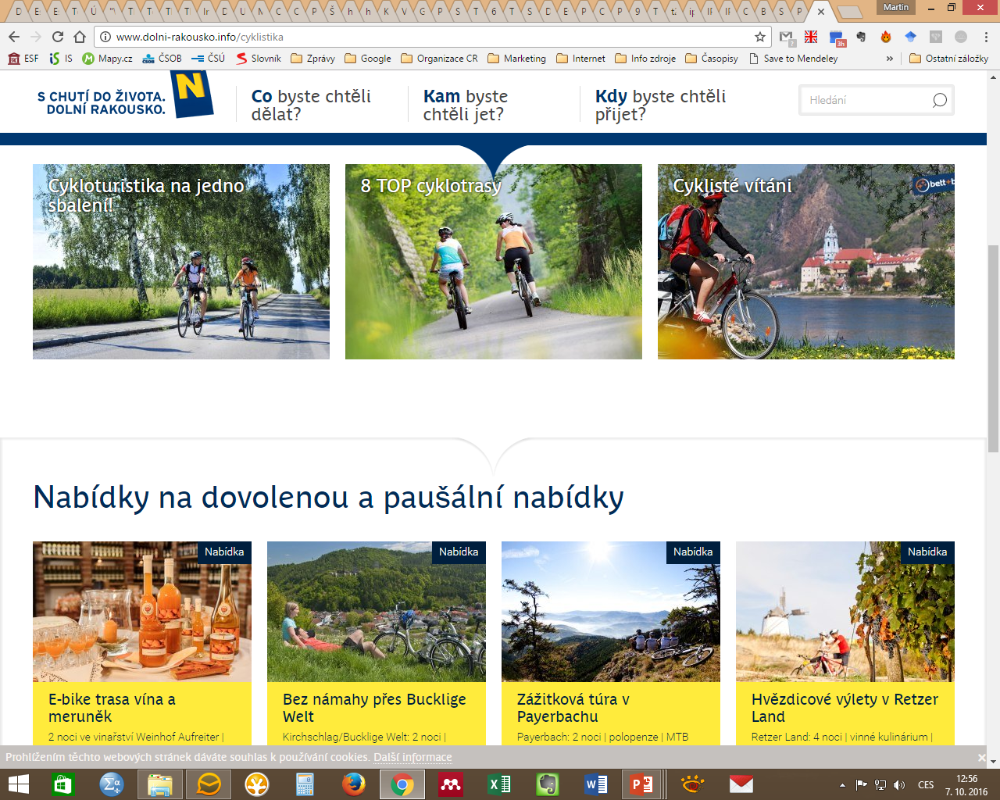 Martin
www.dolni-rakousko.info/cyklistika
ESF
IS
Mapy.cz
ČSOB
ČSÚ
Slovník
Zprávy
Google
Organizace CR
Marketing
Internet
Info zdroje
Časopisy
Save to Mendeley
»
Ostatní záložky
S CHUTÍ DO ŽIVOTA.
DOLNÍ RAKOUSKO.
N
Co byste chtěli
dělat?
Kam byste
chtěli jet?
Kdy byste chtěli
přijet?
Hledání
Cykloturistika na jedno
sbalení!
8 TOP cyklotrasy
Cyklisté vítáni
Nabídky na dovolenou a paušální nabídky
Nabídka
Nabídka
Nabídka
Nabídka
E-bike trasa vína a
meruněk
2 noci ve vinařství Weinhof Aufreiter |
Bez námahy přes Bucklige
Welt
Kirchschlag/Bucklige Welt: 2 noci |
Zážitková túra v
Payerbachu
Payerbach: 2 noci | polopenze | MTB
Hvězdicové výlety v Retzer
Land
Retzer Land: 4 noci | vinné kulinárium |
Prohlížením těchto webových stránek dáváte souhlas k používání cookies. Další informace
CES
12:56
7. 10. 2016